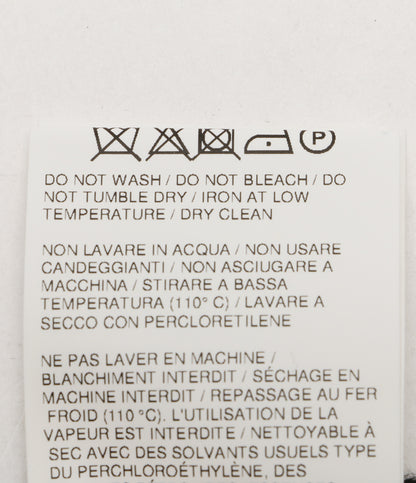 P
DO NOT WASH / DO NOT BLEACH / DO
NOT TUMBLE DRY / IRON AT LOW
TEMPERATURE / DRY CLEAN
NON LAVARE IN ACQUA / NON USARE
CANDEGGIANTI / NON ASCIUGARE A
MACCHINA / STIRARE A BASSA
TEMPERATURA (110° C) / LAVARE A
SECCO CON PERCLORETILENE
NE PAS LAVER EN MACHINE /
BLANCHIMENT INTERDIT / SÉCHAGE EN
MACHINE INTERDIT / REPASSAGE AU FER
FROID (110 °C). L'UTILISATION DE LA
VAPEUR EST INTERDITE / NETTOYABLE À
SEC AVEC DES SOLVANTS USUELS TYPE
DU PERCHLOROÉTHYLÈNE, DES